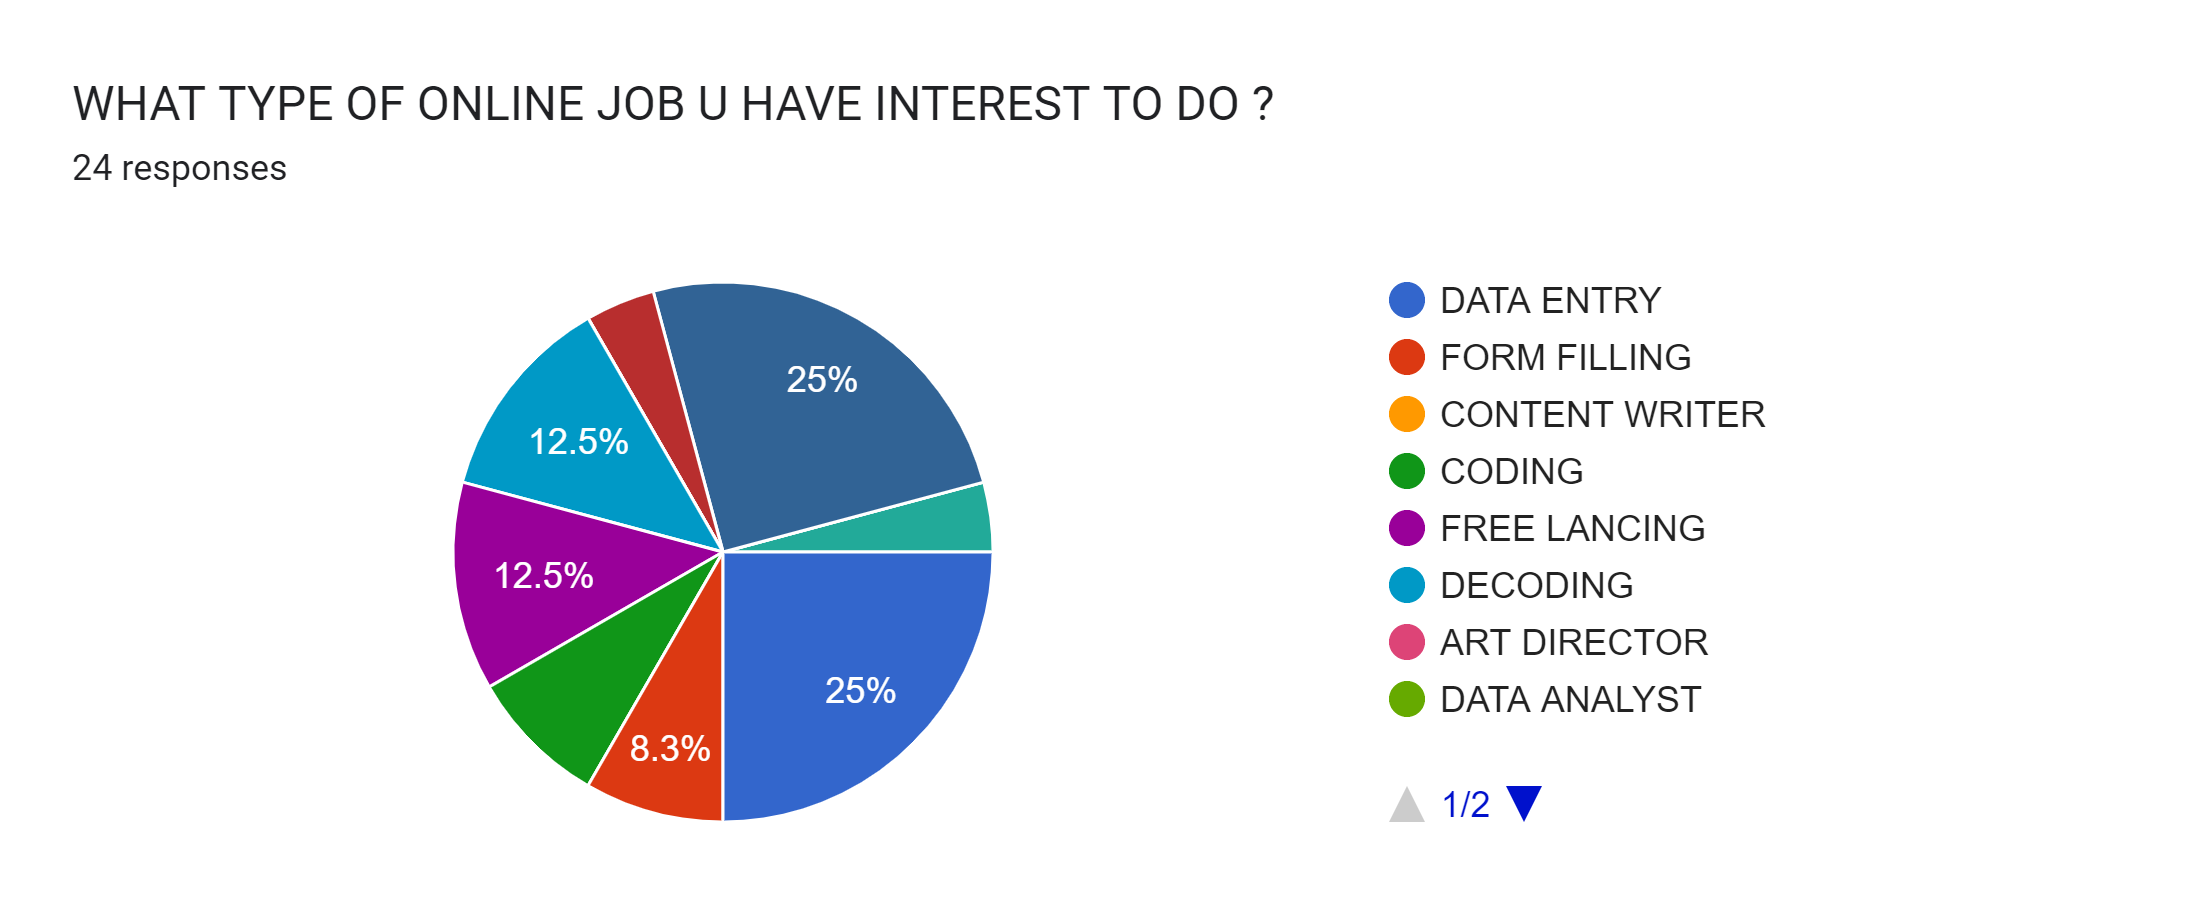 WHAT TYPE OF ONLINE JOB U HAVE INTEREST TO DO ?
24 responses
25%
12.5%
12.5%
8.3%
25%
DATA ENTRY
FORM FILLING
CONTENT WRITER
CODING
FREE LANCING
DECODING
ART DIRECTOR
DATA ANALYST
1/2